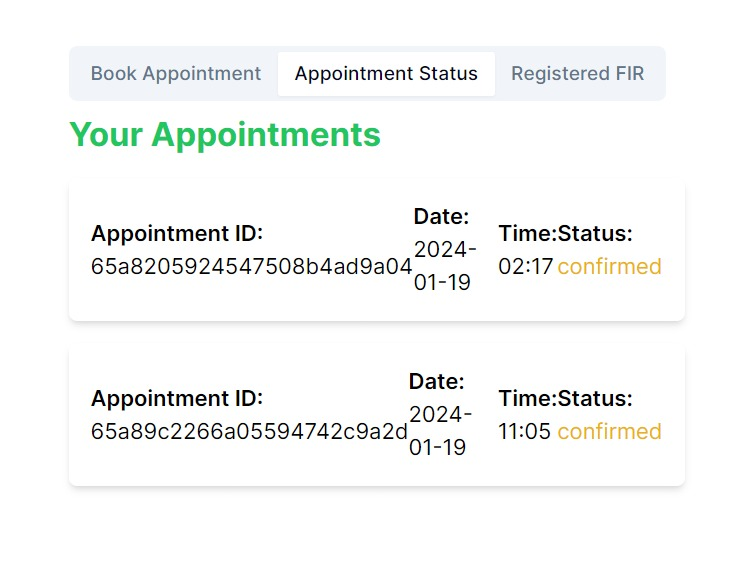 Book Appointment Appointment Status Registered FIR
Your Appointments
Appointment ID:
65a8205924547508b4ad9a04
Date:
2024-
01-19
Time:
02:17
Status:
confirmed
Appointment ID:
65a89c2266a05594742c9a2d
Date:
2024-
01-19
Time:
11:05
Status:
confirmed